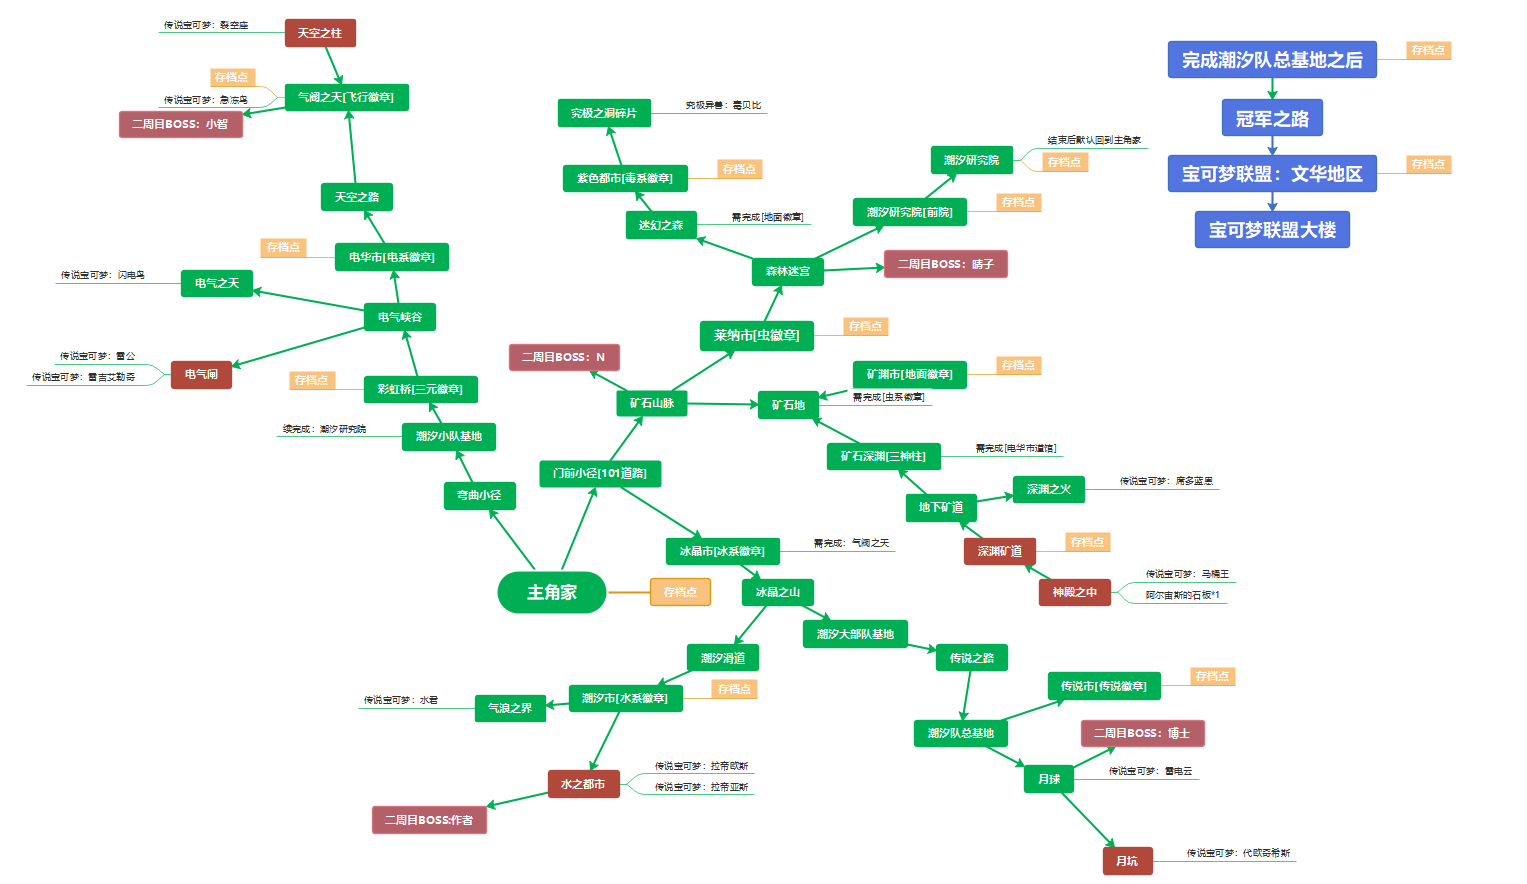 传说宝可梦：裂空座
天空之柱
存档点
传说宝可梦：急冻鸟
气阀之天[飞行徽章]
二周目BOSS：小智
天空之路
存档点
电华市[电系徽章]
传说宝可梦：闪电鸟
电气之天
电气峡谷
传说宝可梦：雷公
传说宝可梦：雷吉艾勒奇
电气闸
存档点
彩虹桥[三元徽章]
续完成：潮汐研究院
潮汐小队基地
弯曲小径
主角家
存档点
究极之洞碎片
究极异兽：毒贝比
紫色都市[毒系徽章]
存档点
迷幻之森
需完成[地面徽章]
潮汐研究院
结束后默认回到主角家
存档点
潮汐研究院[前院]
存档点
森林迷宫
二周目BOSS：晴子
莱纳市[虫徽章]
存档点
二周目BOSS：N
矿石山脉
矿石地
矿渊市[地面徽章]
存档点
需完成[虫系徽章]
门前小径[101道路]
矿石深渊[三神柱]
需完成[电华市道馆]
地下矿道
深渊之火
传说宝可梦：席多蓝恩
深渊矿道
存档点
神殿之中
传说宝可梦：马桶王
阿尔宙斯的石板*1
冰晶市[冰系徽章]
需完成：气阀之天
冰晶之山
潮汐涓道
潮汐市[水系徽章]
存档点
气浪之界
传说宝可梦：水君
水之都市
传说宝可梦：拉帝欧斯
传说宝可梦：拉帝亚斯
二周目BOSS:作者
潮汐大部队基地
传说之路
潮汐队总基地
传说市[传说徽章]
存档点
二周目BOSS：博士
月球
传说宝可梦：雷电云
月坑
传说宝可梦：代欧奇希斯
完成潮汐队总基地之后
存档点
冠军之路
宝可梦联盟：文华地区
存档点
宝可梦联盟大楼